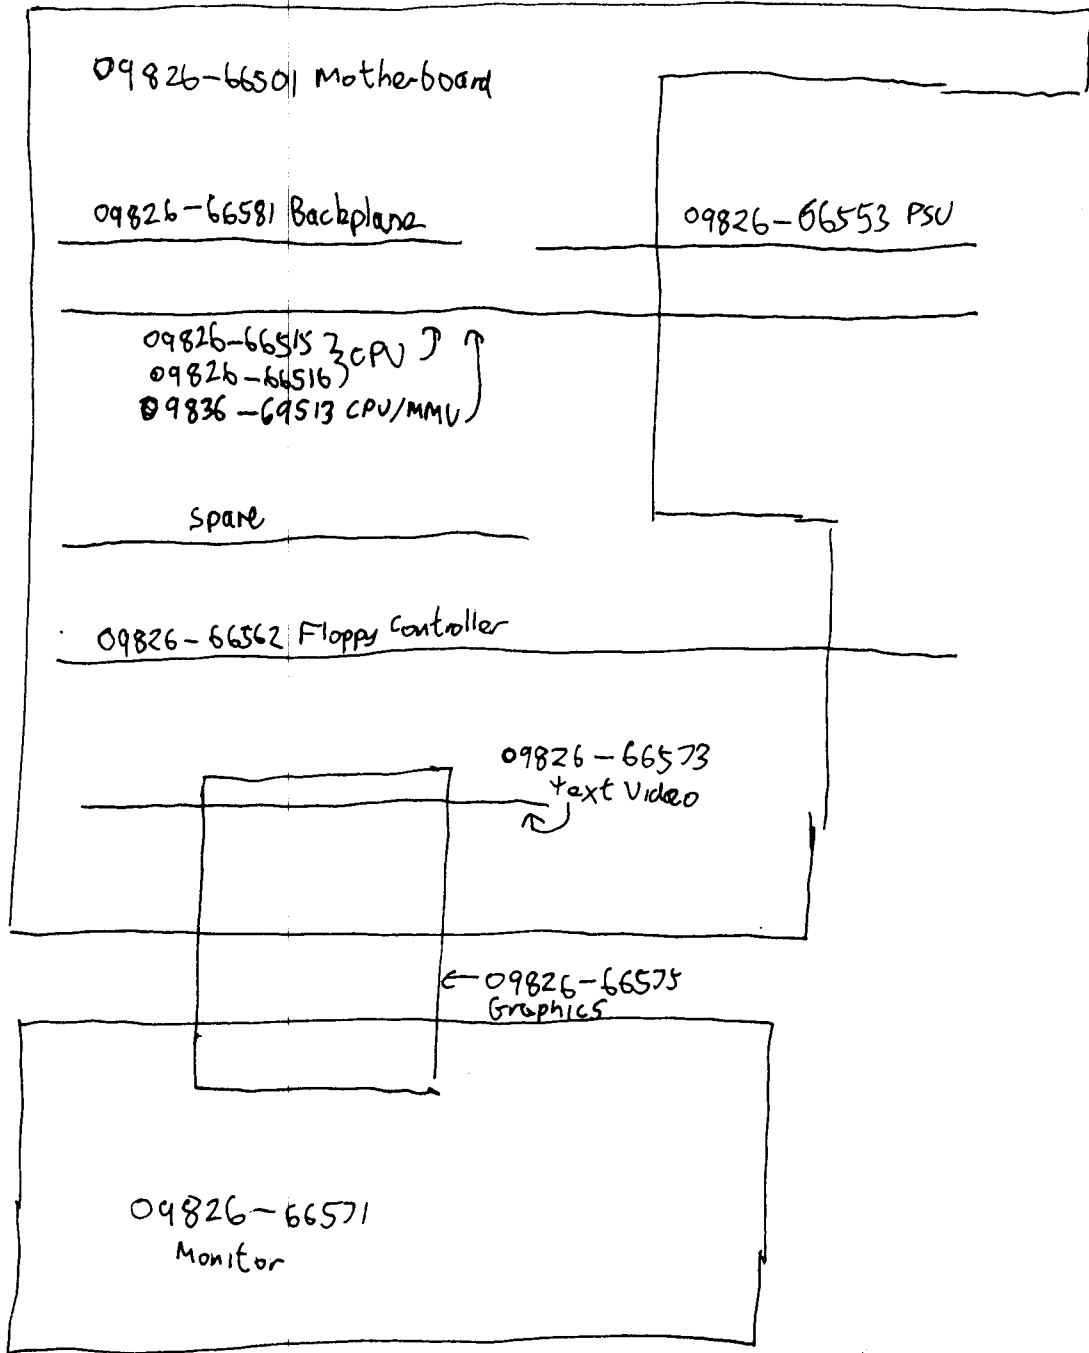 09826-66501 Motherboard
09826-66581 Backplane
09826-66553 PSU
09826-66515 } CPU
09826-66516
09836-69513 CPU/MMU
spare
09826-66562 Floppy controller
09826-66573
text Video
09826-66575
Graphics
09826-66571
Monitor